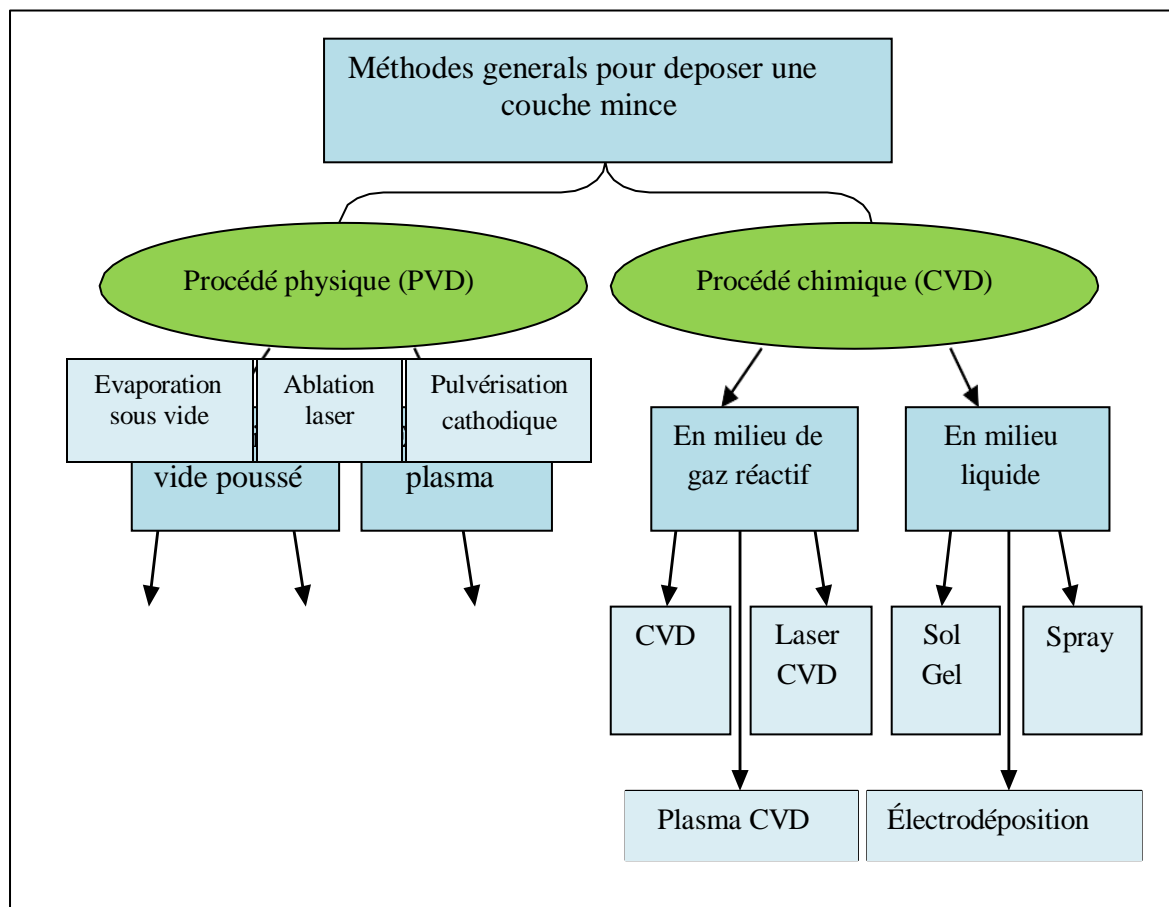 Méthodes generals pour deposer une
couche mince
Procédé physique (PVD)
Procédé chimique (CVD)
Evaporation
sous vide
Ablation
laser
Pulvérisation
cathodique
vide poussé
plasma
En milieu de
gaz réactif
En milieu
liquide
CVD
Laser
CVD
Sol
Gel
Spray
Plasma CVD
Électrodéposition